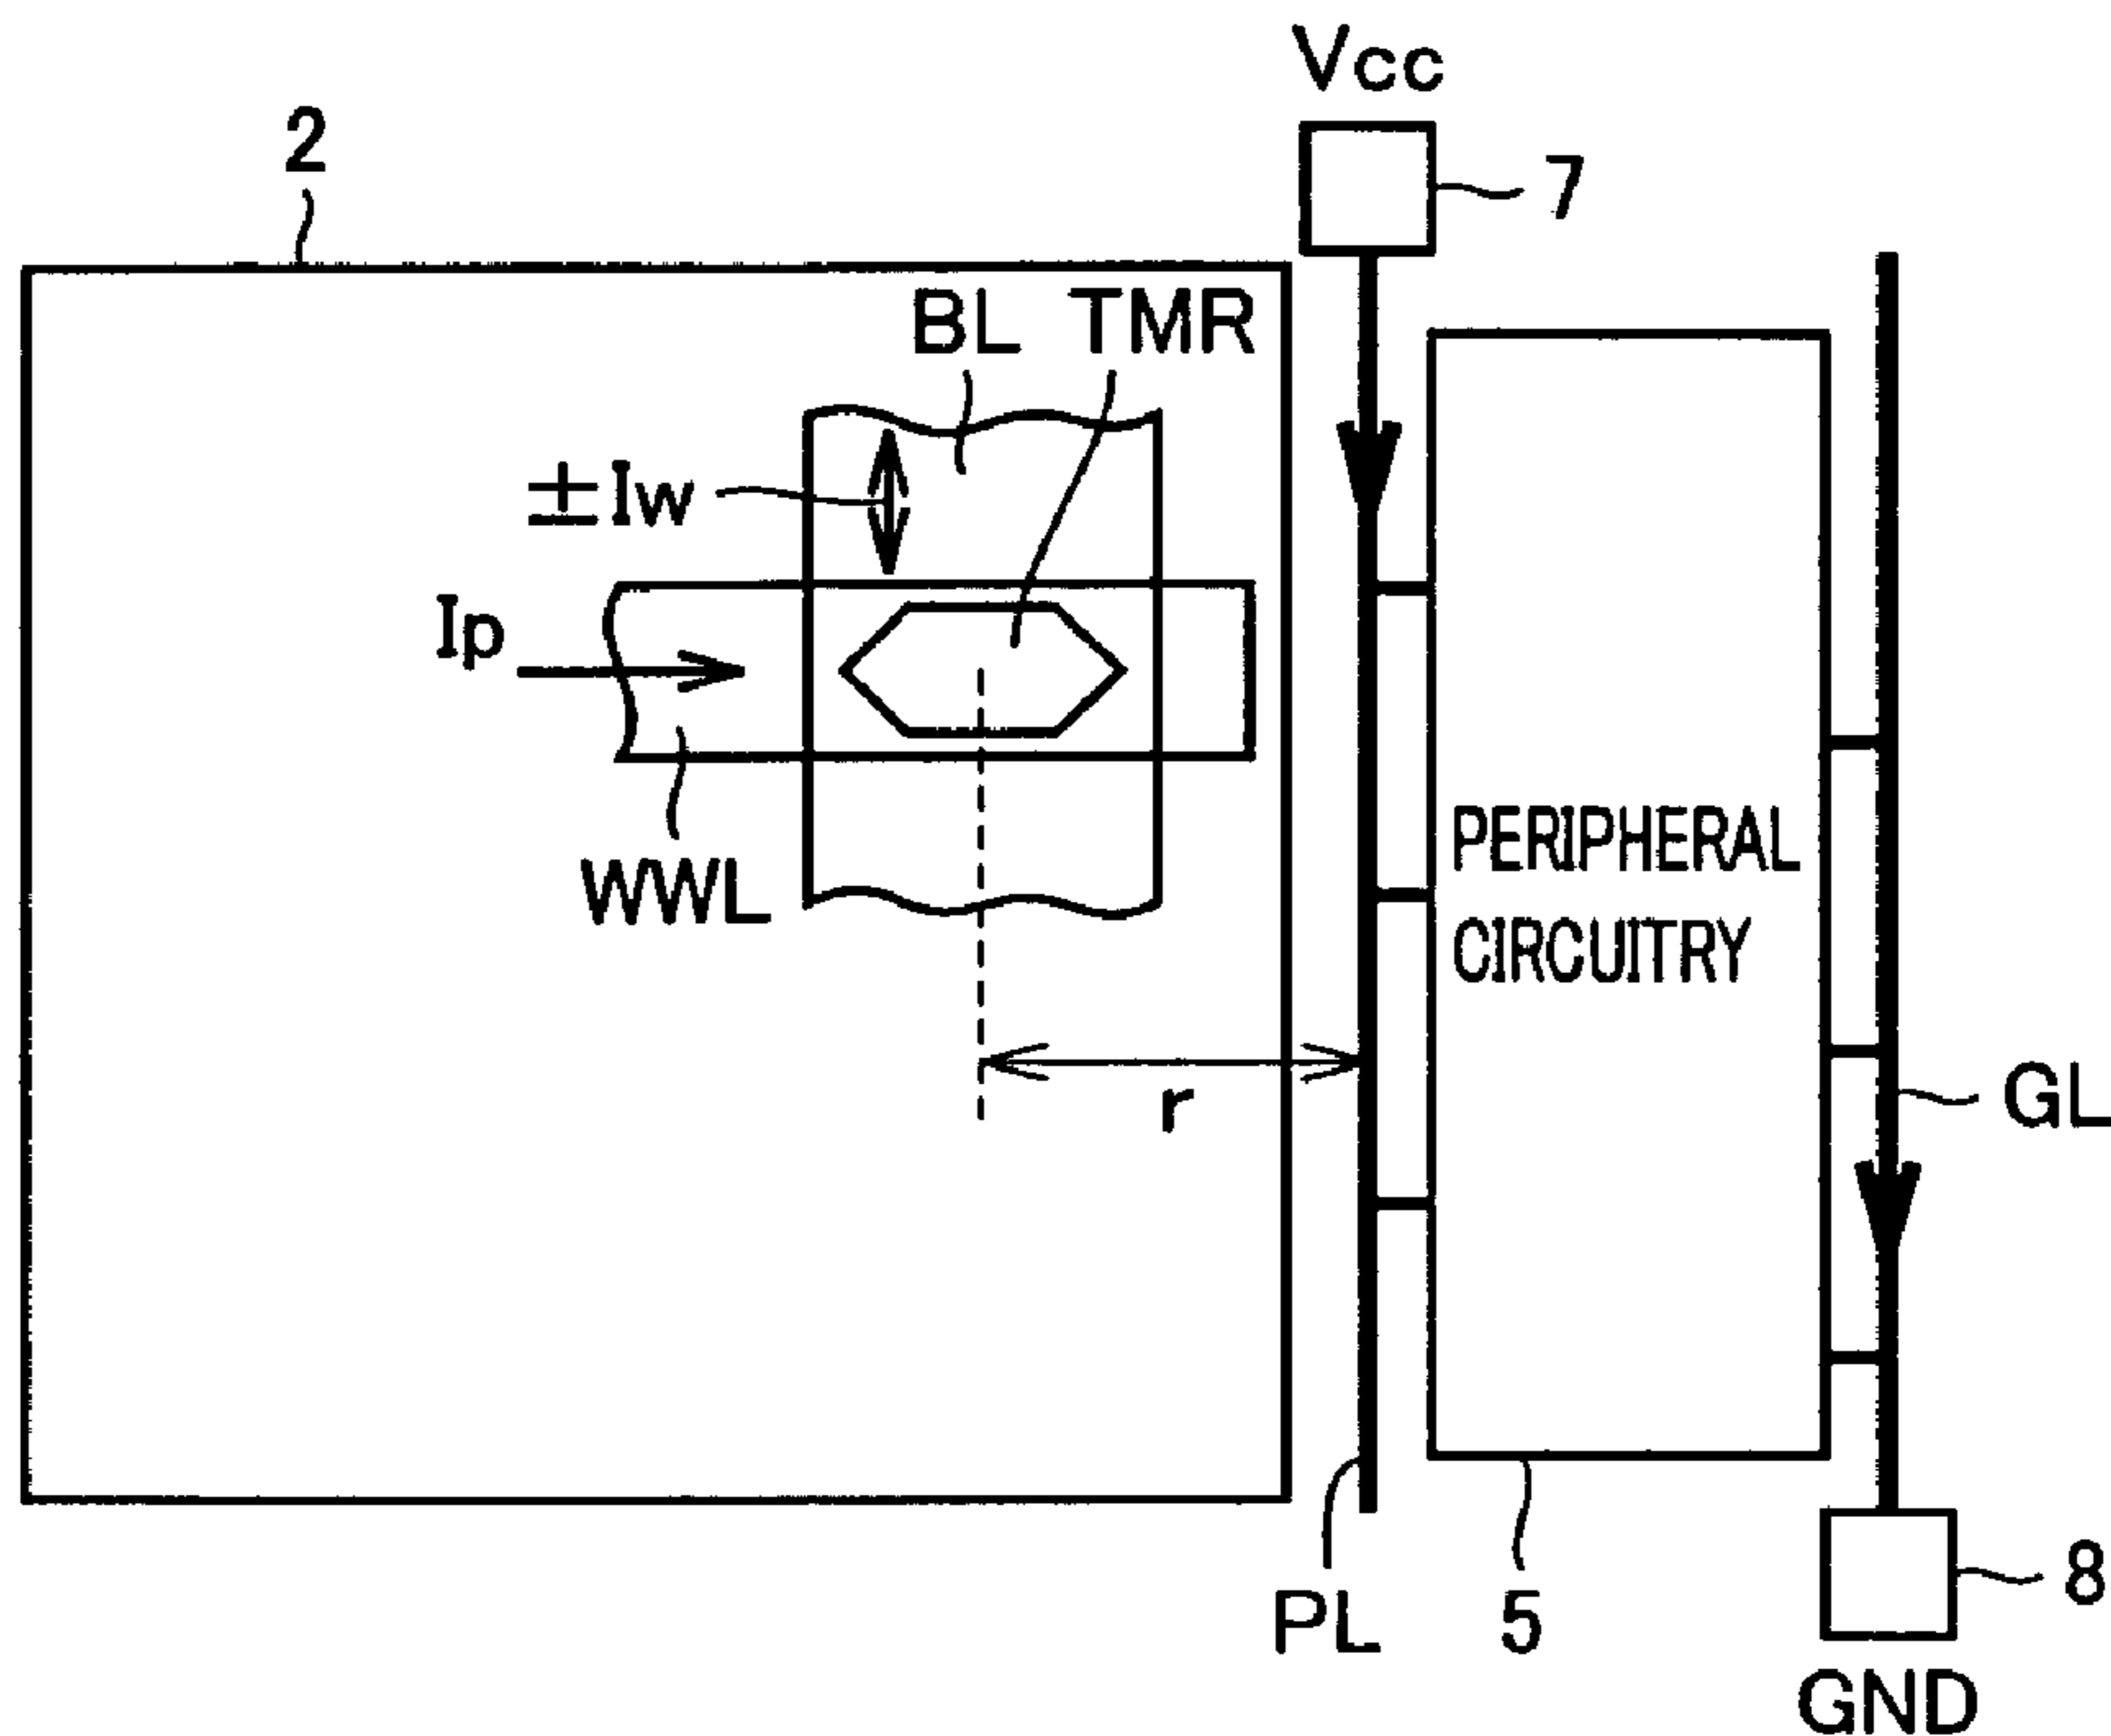 Vcc
2
7
BL
TMR
±Iw
Ip
WWL
PERIPHERAL
CIRCUITRY
r
GL
PL
5
8
GND